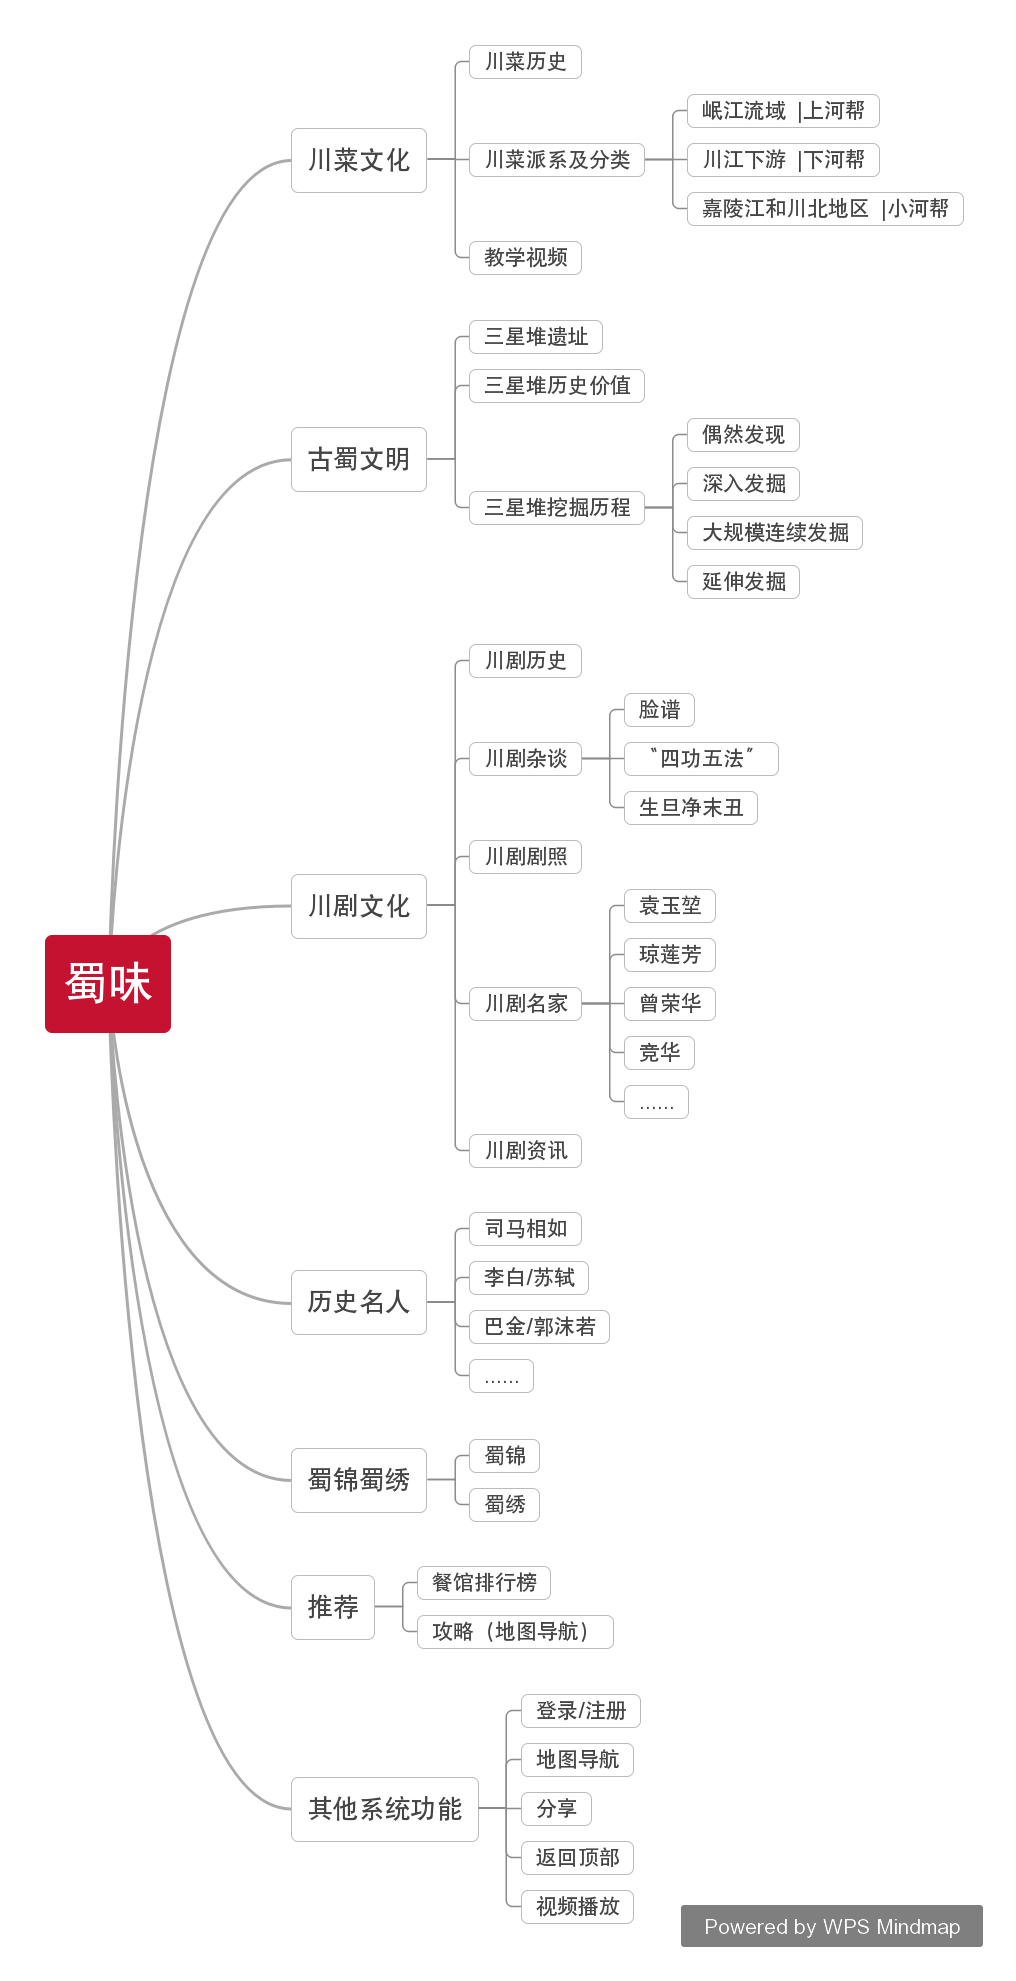 蜀味
川菜文化
川菜历史
川菜派系及分类
岷江流域 |上河帮
川江下游 |下河帮
嘉陵江和川北地区 |小河帮
教学视频
古蜀文明
三星堆遗址
三星堆历史价值
三星堆挖掘历程
偶然发现
深入发掘
大规模连续发掘
延伸发掘
川剧文化
川剧历史
川剧杂谈
脸谱
〝四功五法〞
生旦净末丑
川剧剧照
川剧名家
袁玉堃
琼莲芳
曾荣华
竞华
......
川剧资讯
历史名人
司马相如
李白/苏轼
巴金/郭沫若
......
蜀锦蜀绣
蜀锦
蜀绣
推荐
餐馆排行榜
攻略（地图导航）
其他系统功能
登录/注册
地图导航
分享
返回顶部
视频播放
Powered by WPS Mindmap